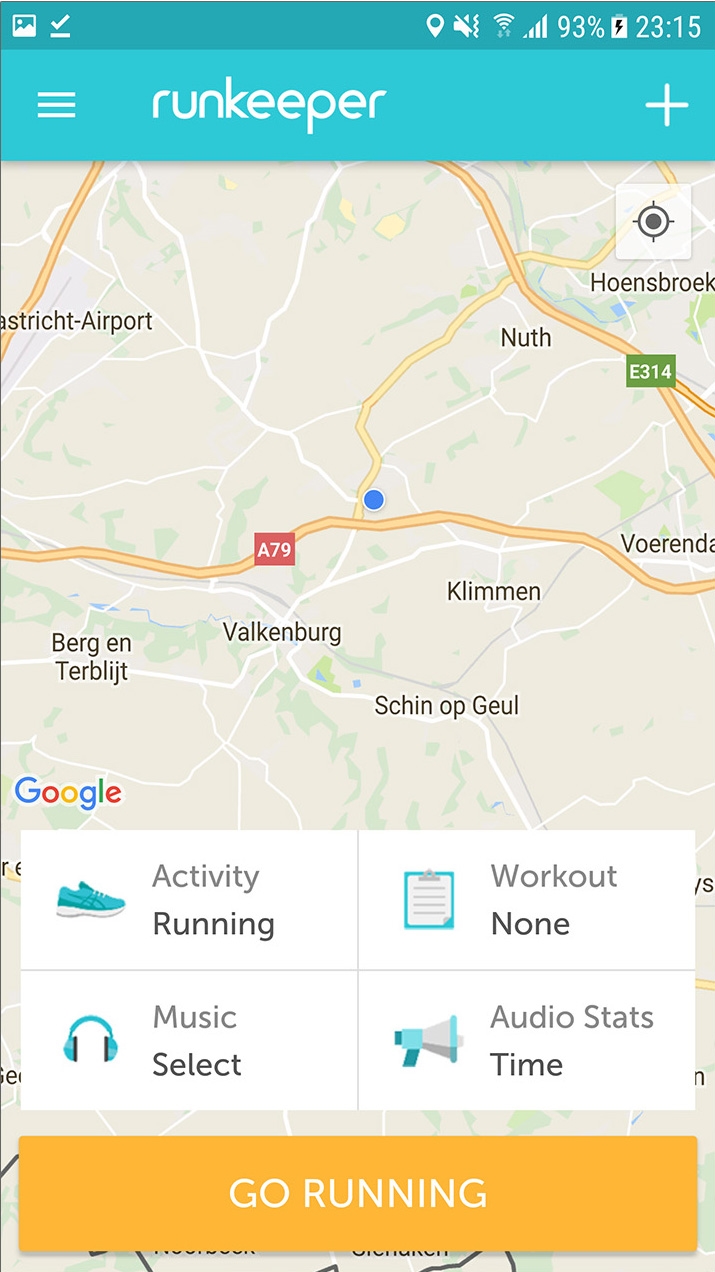 93% 23:15
runkeeper
Hoensbroek
astricht-Airport
Nuth
E314
A79
Voerenda
Klimmen
Valkenburg
Berg en
Terblijt
Schin op Geul
Google
Activity
Running
Workout
None
Music
Select
Audio Stats
Time
GO RUNNING